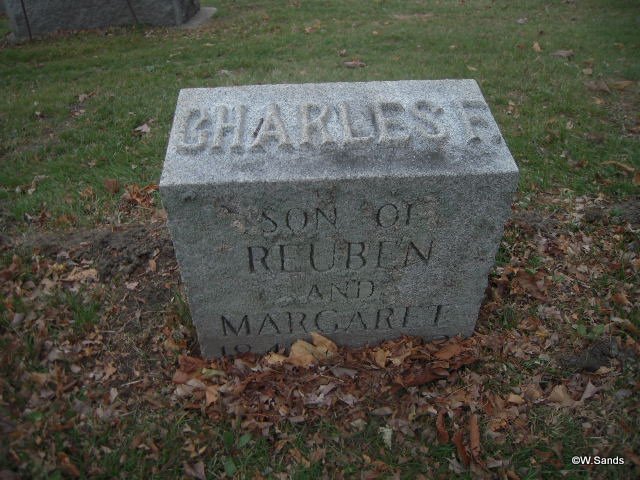 CHARLES F.
SON OF
REUBEN
AND
MARGARET
©W.Sands